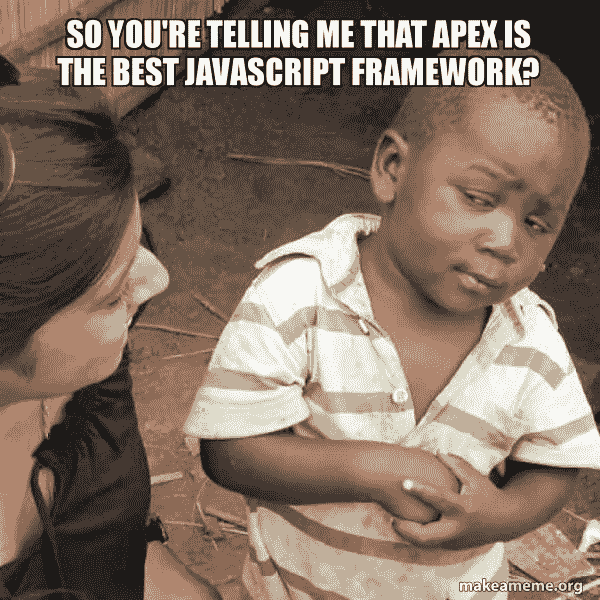 SO YOU'RE TELLING ME THAT APEX IS
THE BEST JAVASCRIPT FRAMEWORK?
makeameme.org